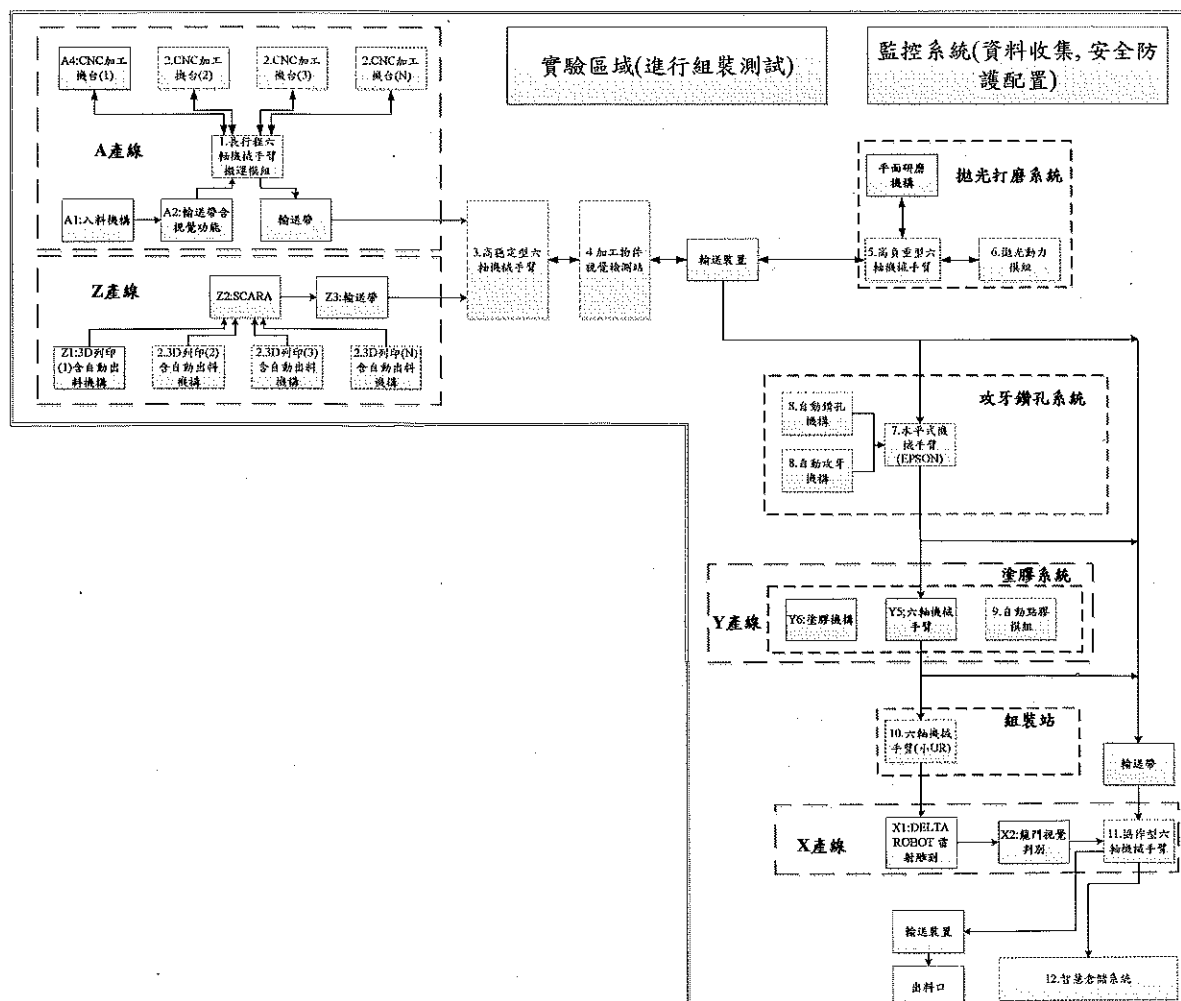 A4:CNC加工
機台(1)
2.CNC加工
機台(2)
2.CNC加工
機台(3)
2.CNC加工
機台(N)
實驗區域(進行組裝測試)
監控系統(資料收集, 安全防
護配置)
A產線
1.長行程六
軸機械手臂
搬運模組
A1:入料機構
A2:輸送帶含
視覺功能
輸送帶
平面研磨
機構
拋光打磨系統
3.高穩定型六
軸機械手臂
4.加工物件
視覺檢測站
輸送裝置
5.高負重型六
軸機械手臂
6.拋光動力
模組
Z產線
Z2:SCARA
Z3:輸送帶
Z1:3D列印
(1)含自動出
料機構
2.3D列印(2)
含自動出料
機構
2.3D列印(3)
含自動出料
機構
2.3D列印(N)
含自動出料
機構
攻牙鑽孔系統
8.自動鑽孔
機構
7.水平式機
械手臂
(EPSON)
8.自動攻牙
機構
塗膠系統
Y產線
Y6:塗膠機構
Y5;六軸機械
手臂
9.自動點膠
模組
組裝站
10.六軸機械
手臂(小UR)
輸送帶
X產線
X1:DELTA
ROBOT 雷
射雕刻
X2:龍門視覺
判別
11.協作型六
軸機械手臂
輸送裝置
出料口
12.智慧倉儲系統